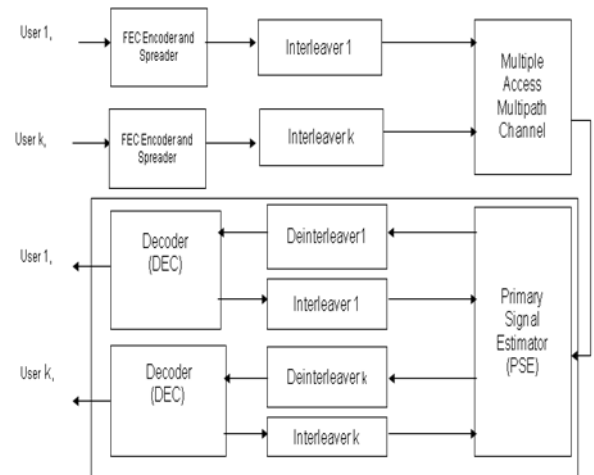 User 1,
FEC Encoder and
Spreader
Interleaver 1
Multiple
Access
Multipath
Channel
User k,
FEC Encoder and
Spreader
Interleaver k
User 1,
Decoder
(DEC)
Deinterleaver1
Interleaver 1
Primary
Signal
Estimator
(PSE)
User k,
Decoder
(DEC)
Deinterleaver k
Interleaver k